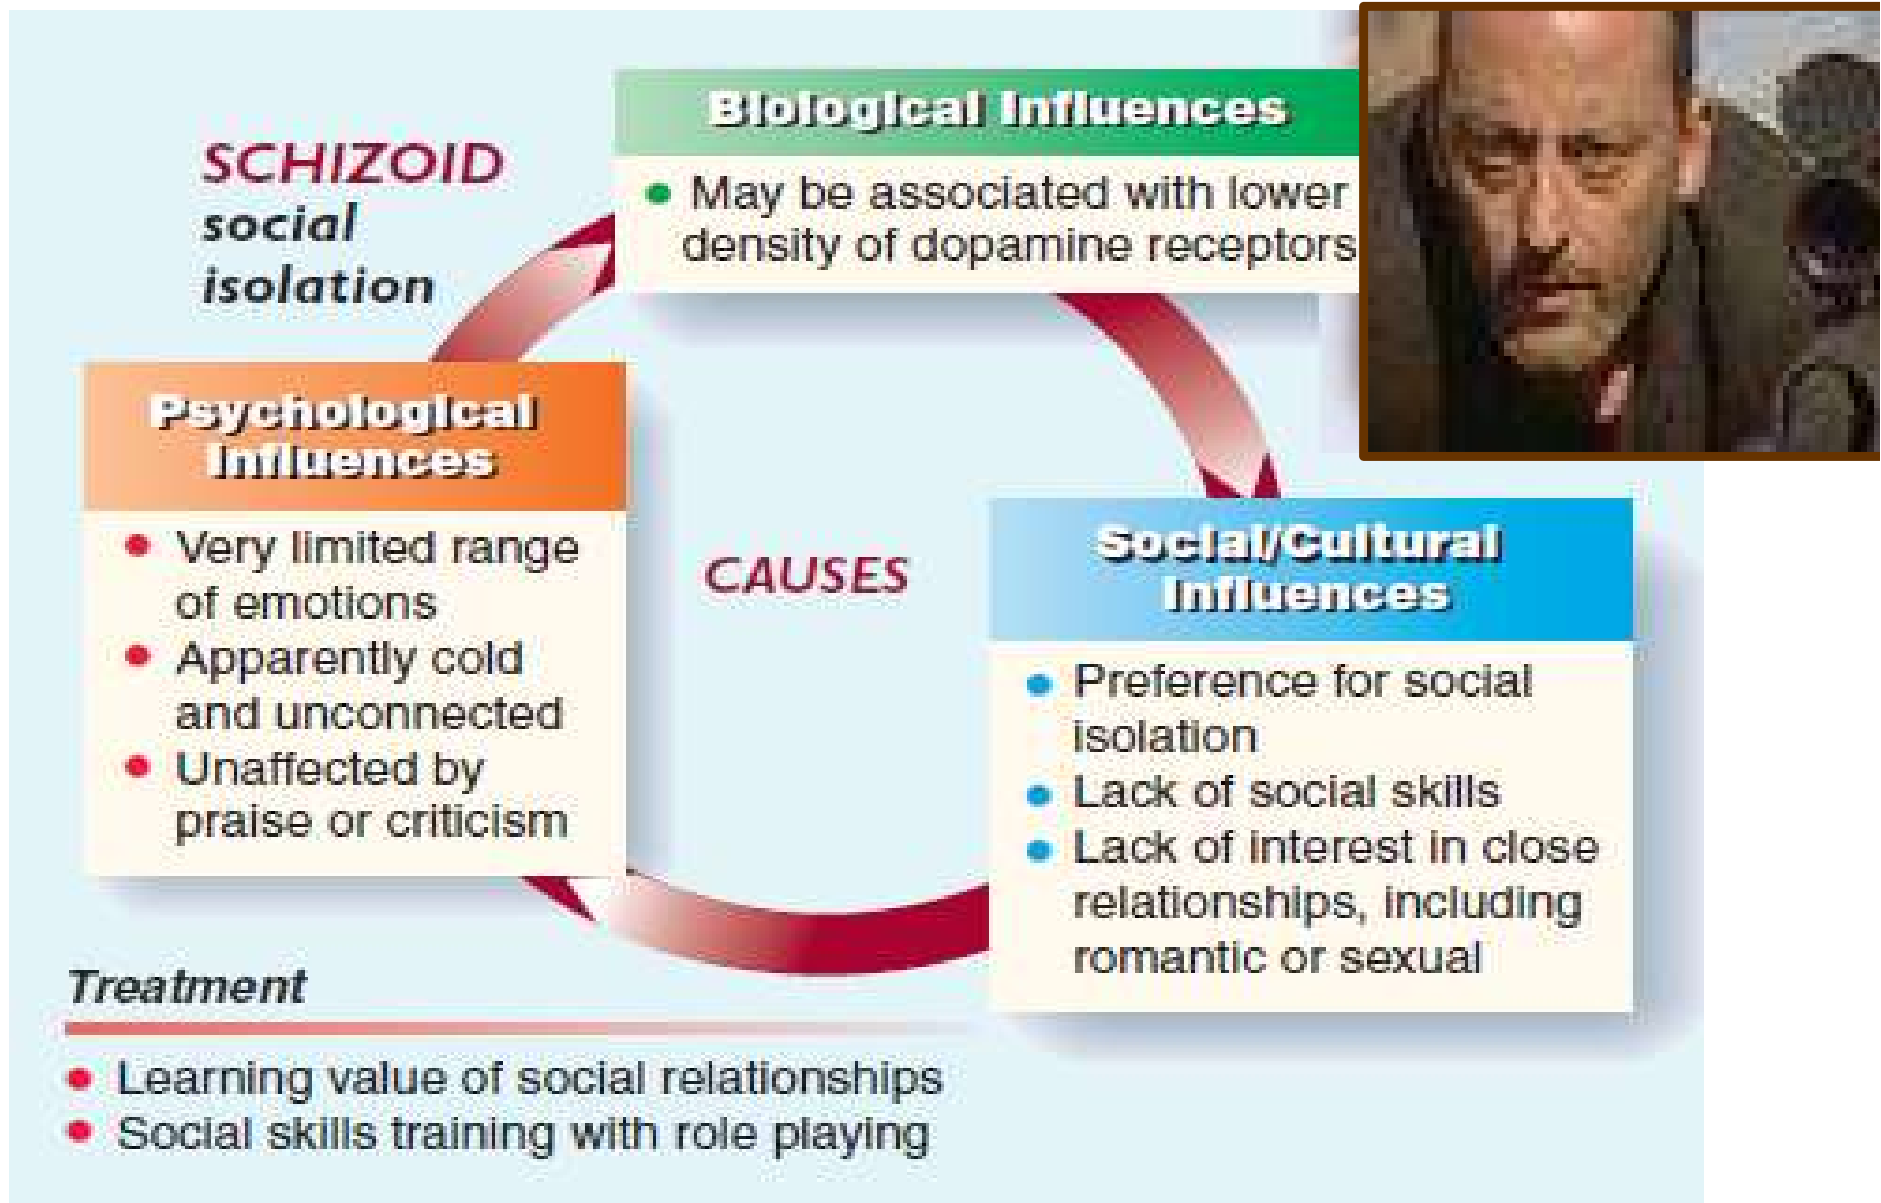 SCHIZOID
social
isolation
Biological Influences
• May be associated with lower
density of dopamine receptors
Psychological
Influences
• Very limited range
of emotions
• Apparently cold
and unconnected
• Unaffected by
praise or criticism
CAUSES
Social/Cultural
Influences
• Preference for social
isolation
• Lack of social skills
• Lack of interest in close
relationships, including
romantic or sexual
Treatment
• Learning value of social relationships
• Social skills training with role playing